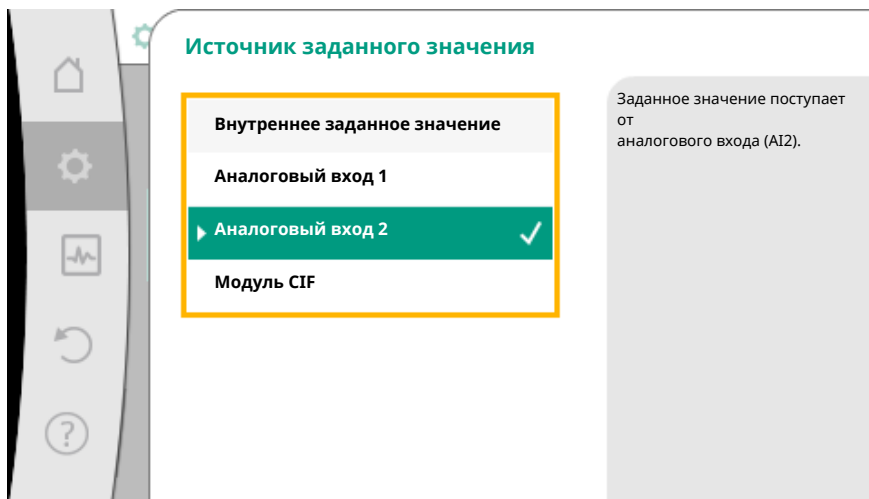 Источник заданного значения
Внутреннее заданное значение
Аналоговый вход 1
Аналоговый вход 2
Модуль CIF
Заданное значение поступает
от
аналогового входа (AI2).